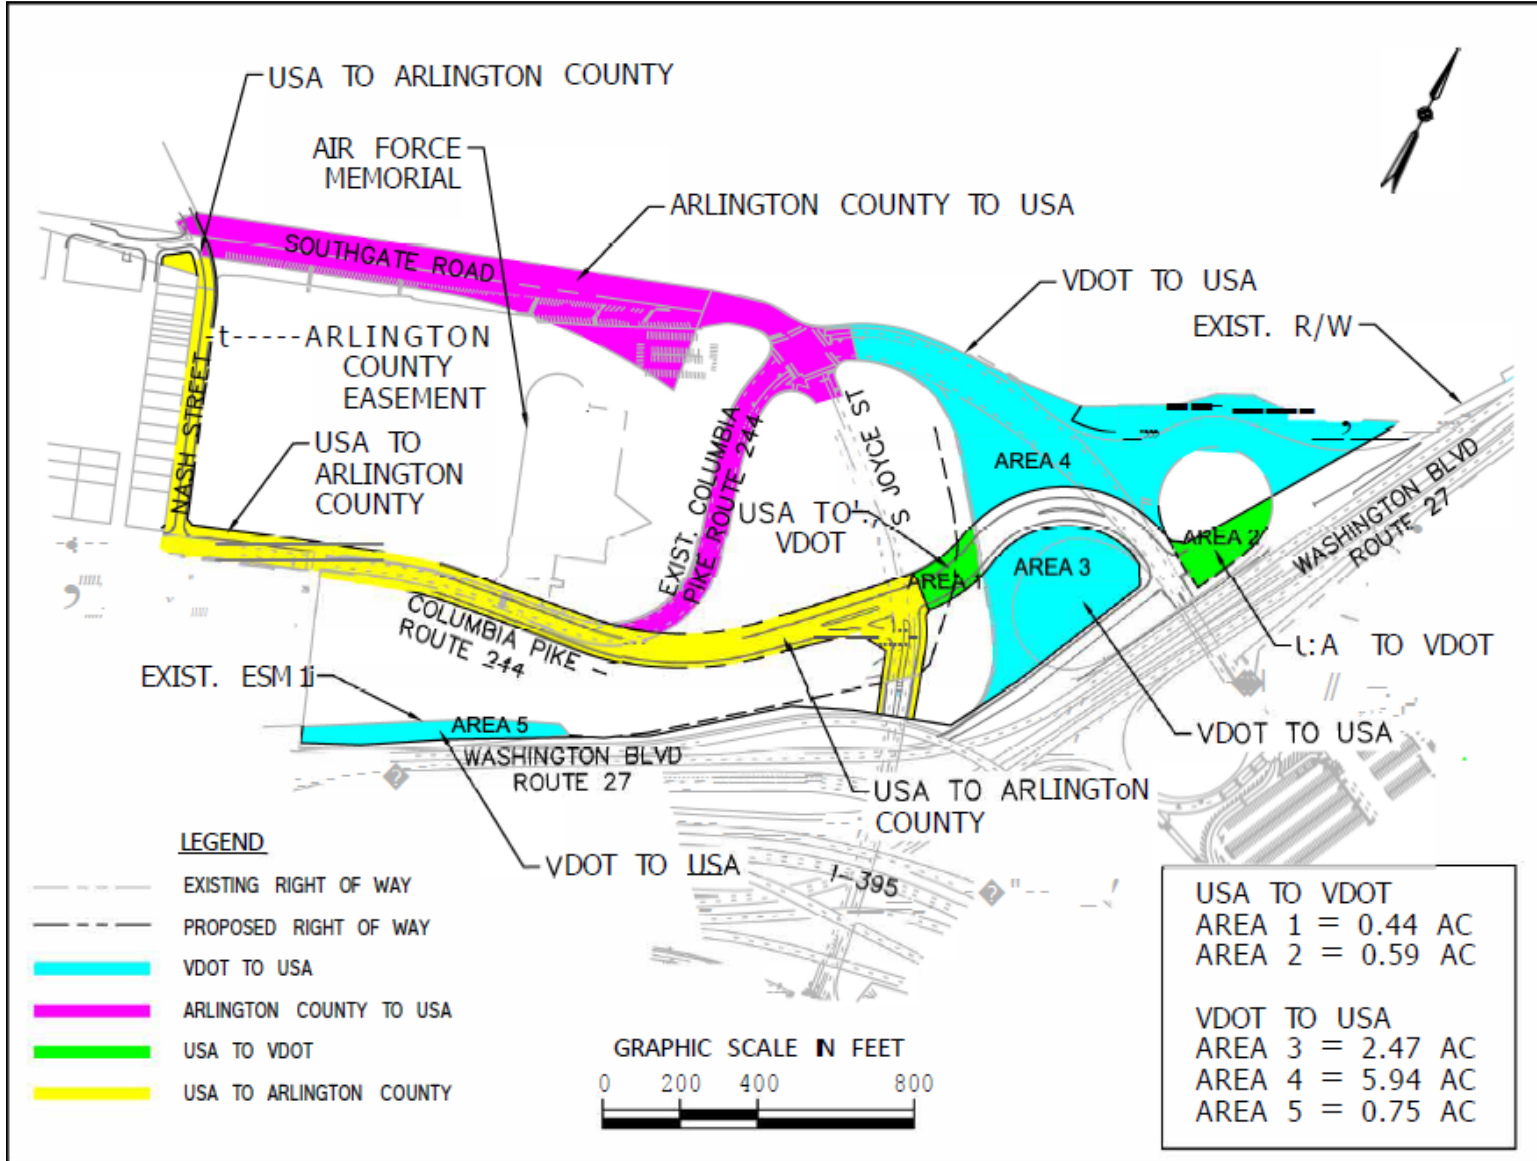 USA TO ARLINGTON COUNTY
AIR FORCE
MEMORIAL
ARLINGTON COUNTY TO USA
SOUTHGATE ROAD
VDOT TO USA
EXIST. R/W
ARLINGTON
COUNTY
EASEMENT
NASH STREET
USA TO
ARLINGTON
COUNTY
EXIST. COLUMBIA
PIKE ROUTE 244
S. JOYCE ST
AREA 4
USA TO
VDOT
AREA 1
AREA 3
AREA 2
WASHINGTON BLVD
ROUTE 27
COLUMBIA PIKE
ROUTE 244
A TO VDOT
EXIST. ESM
AREA 5
WASHINGTON BLVD
ROUTE 27
VDOT TO USA
USA TO ARLINGToN
COUNTY
VDOT TO USA
I-395
LEGEND
EXISTING RIGHT OF WAY
PROPOSED RIGHT OF WAY
VDOT TO USA
ARLINGTON COUNTY TO USA
USA TO VDOT
USA TO ARLINGTON COUNTY
GRAPHIC SCALE IN FEET
0 200 400 800
USA TO VDOT
AREA 1 = 0.44 AC
AREA 2 = 0.59 AC
VDOT TO USA
AREA 3 = 2.47 AC
AREA 4 = 5.94 AC
AREA 5 = 0.75 AC